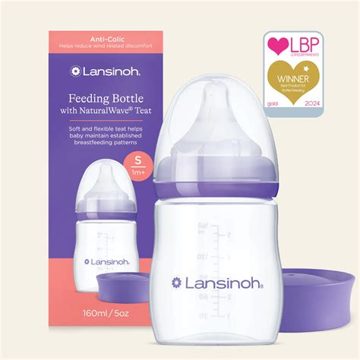 Anti-Colic
Helps reduce wind related discomfort
Lansinoh®
Feeding Bottle
with NaturalWave® Teat
Soft and flexible teat helps
baby maintain established
breastfeeding patterns
S
1m+
160ml/5oz
LBP
WINNER
gold
2024
Lansinoh®